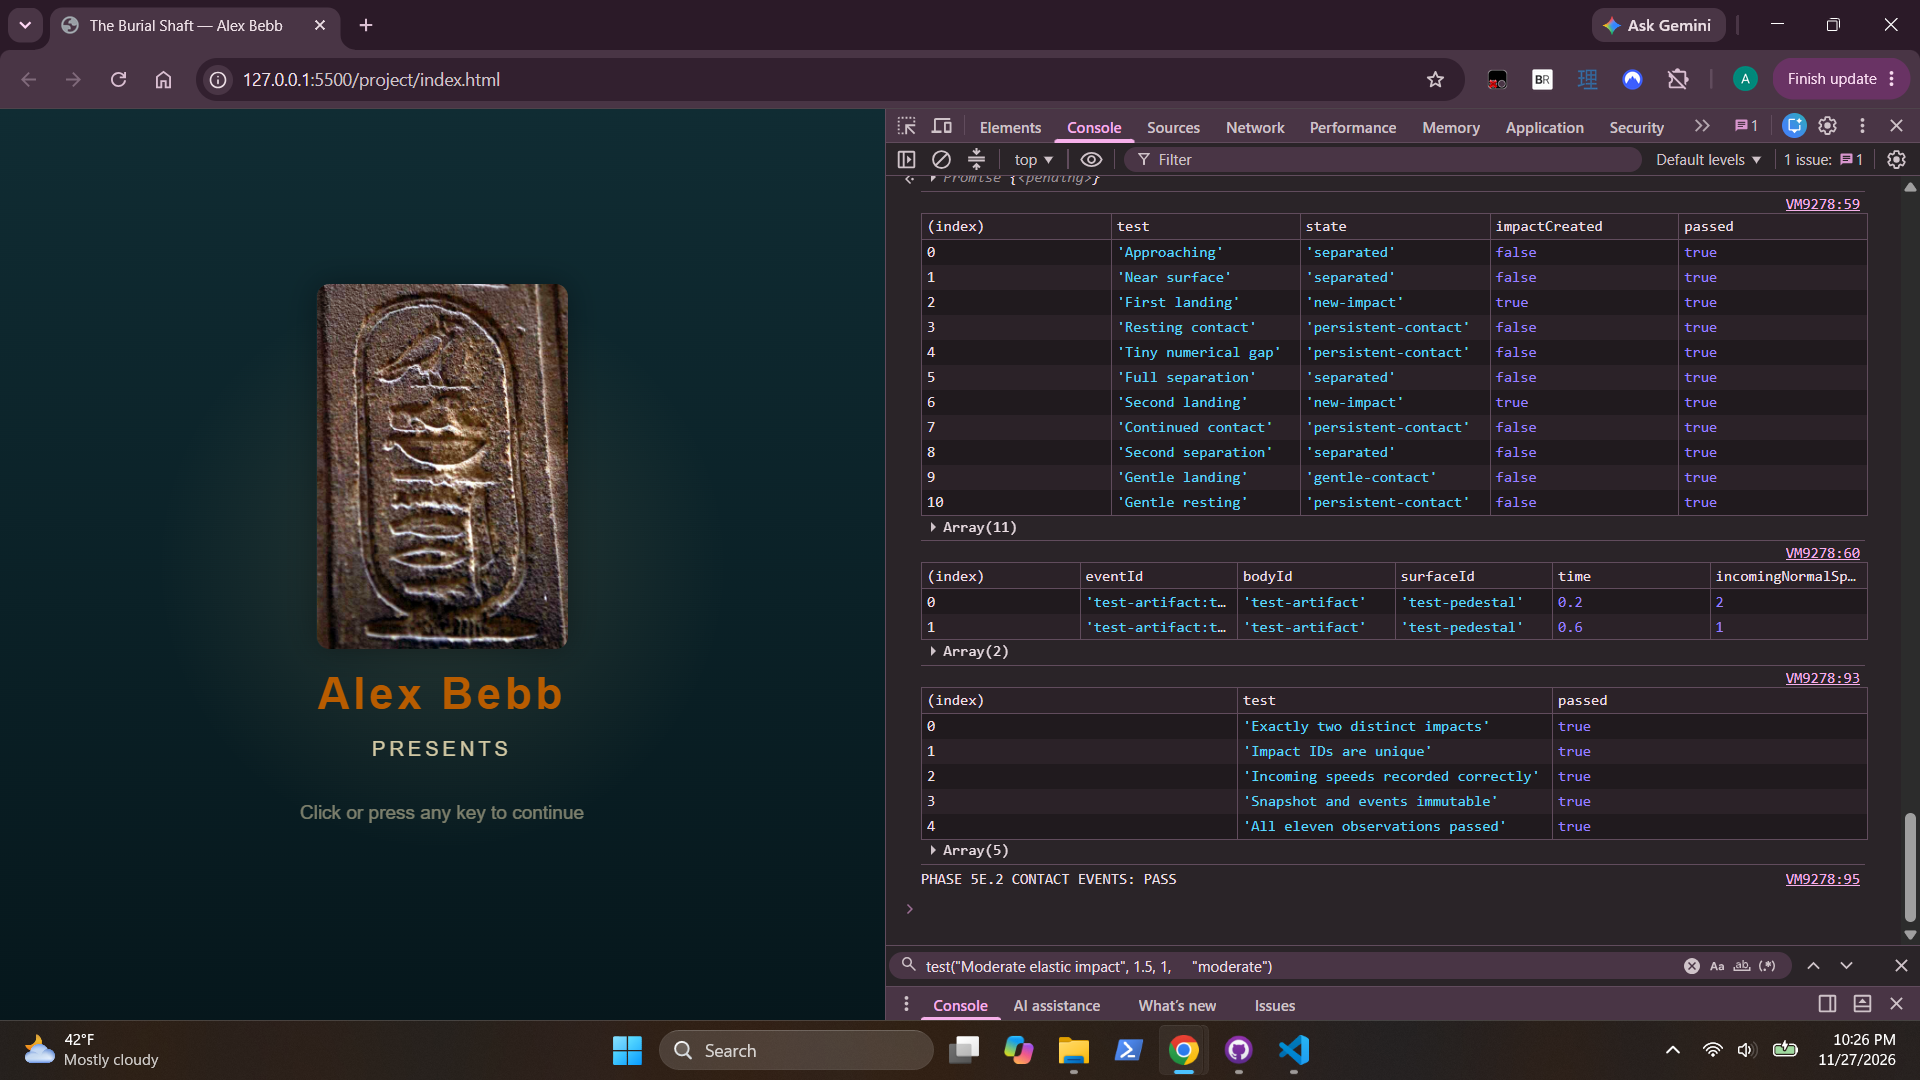 The Burial Shaft — Alex Bebb
Ask Gemini
127.0.0.1:5500/project/index.html
BR
A
Finish update
Elements Console Sources Network Performance Memory Application Security
1
top
Filter
Default levels
1 issue: 1
Promise {<pending>}
VM9278:59
(index) test state impactCreated passed
0 'Approaching' 'separated' false true
1 'Near surface' 'separated' false true
2 'First landing' 'new-impact' true true
3 'Resting contact' 'persistent-contact' false true
4 'Tiny numerical gap' 'persistent-contact' false true
5 'Full separation' 'separated' false true
6 'Second landing' 'new-impact' true true
7 'Continued contact' 'persistent-contact' false true
8 'Second separation' 'separated' false true
9 'Gentle landing' 'gentle-contact' false true
10 'Gentle resting' 'persistent-contact' false true
Array(11)
VM9278:60
(index) eventId bodyId surfaceId time incomingNormalSp…
0 'test-artifact:t… 'test-artifact' 'test-pedestal' 0.2 2
1 'test-artifact:t… 'test-artifact' 'test-pedestal' 0.6 1
Array(2)
VM9278:93
(index) test passed
0 'Exactly two distinct impacts' true
1 'Impact IDs are unique' true
2 'Incoming speeds recorded correctly' true
3 'Snapshot and events immutable' true
4 'All eleven observations passed' true
Array(5)
PHASE 5E.2 CONTACT EVENTS: PASS VM9278:95
test("Moderate elastic impact", 1.5, 1, "moderate")
Aa ab (.*)
Console AI assistance What's new Issues
Alex Bebb
PRESENTS
Click or press any key to continue
42°F
Mostly cloudy
Search
10:26 PM
11/27/2026